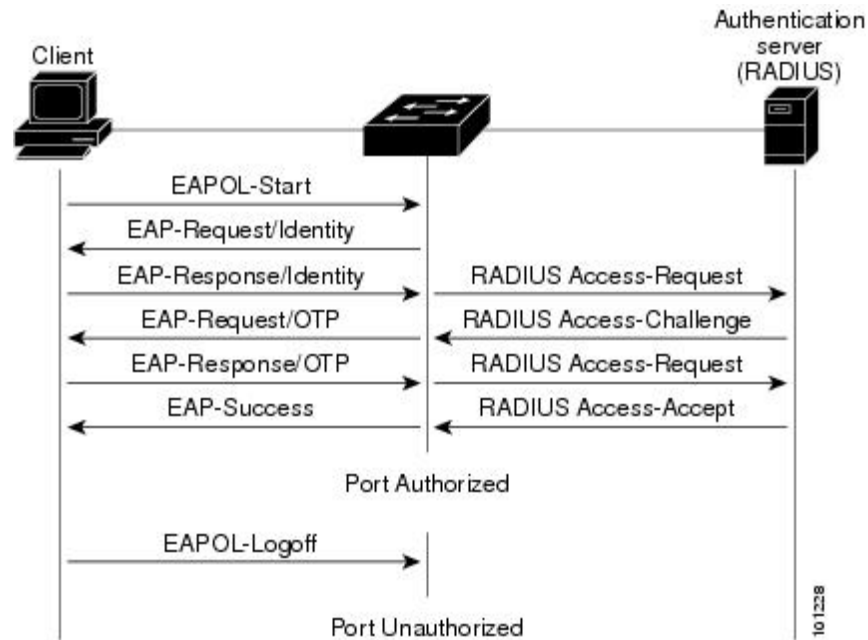 Client
Authentication
server
(RADIUS)
EAPOL-Start
EAP-Request/Identity
EAP-Response/Identity
RADIUS Access-Request
EAP-Request/OTP
RADIUS Access-Challenge
EAP-Response/OTP
RADIUS Access-Request
EAP-Success
RADIUS Access-Accept
Port Authorized
EAPOL-Logoff
Port Unauthorized
101228